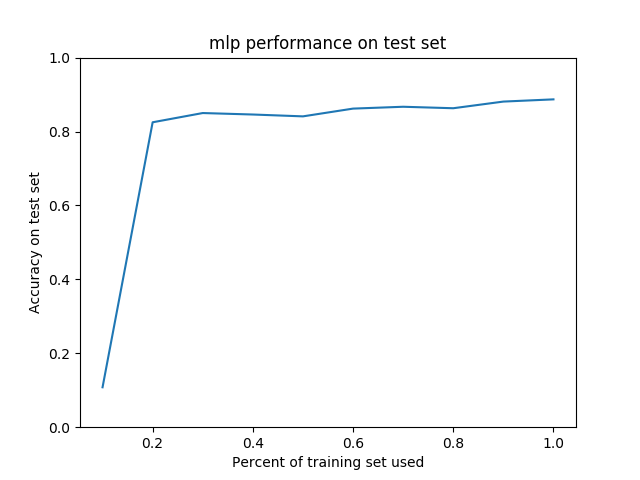 mlp performance on test set
1.0
0.8
0.6
0.4
0.2
0.0
Accuracy on test set
0.2 0.4 0.6 0.8 1.0
Percent of training set used